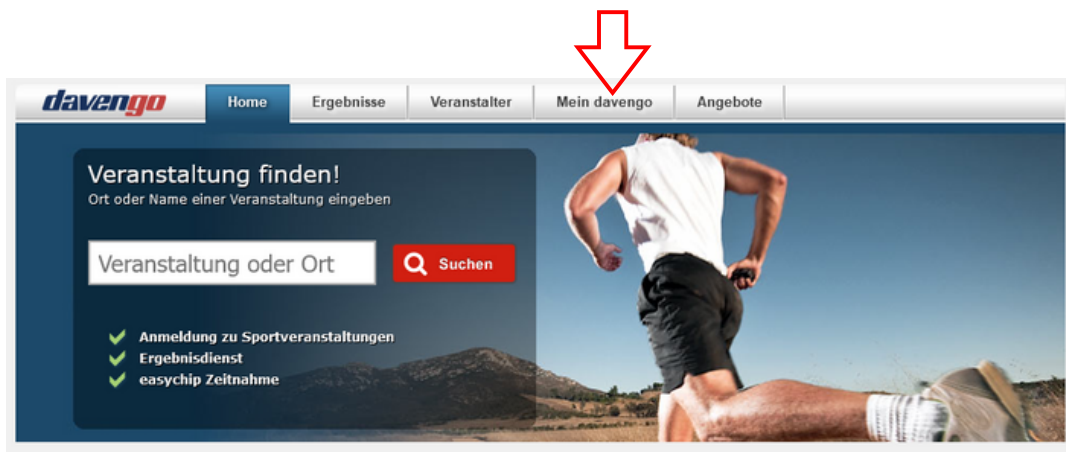 davengo Home Ergebnisse Veranstalter Mein davengo Angebote
Veranstaltung finden!
Ort oder Name einer Veranstaltung eingeben
Veranstaltung oder Ort Suchen
Anmeldung zu Sportveranstaltungen
Ergebnisdienst
easychip Zeitnahme